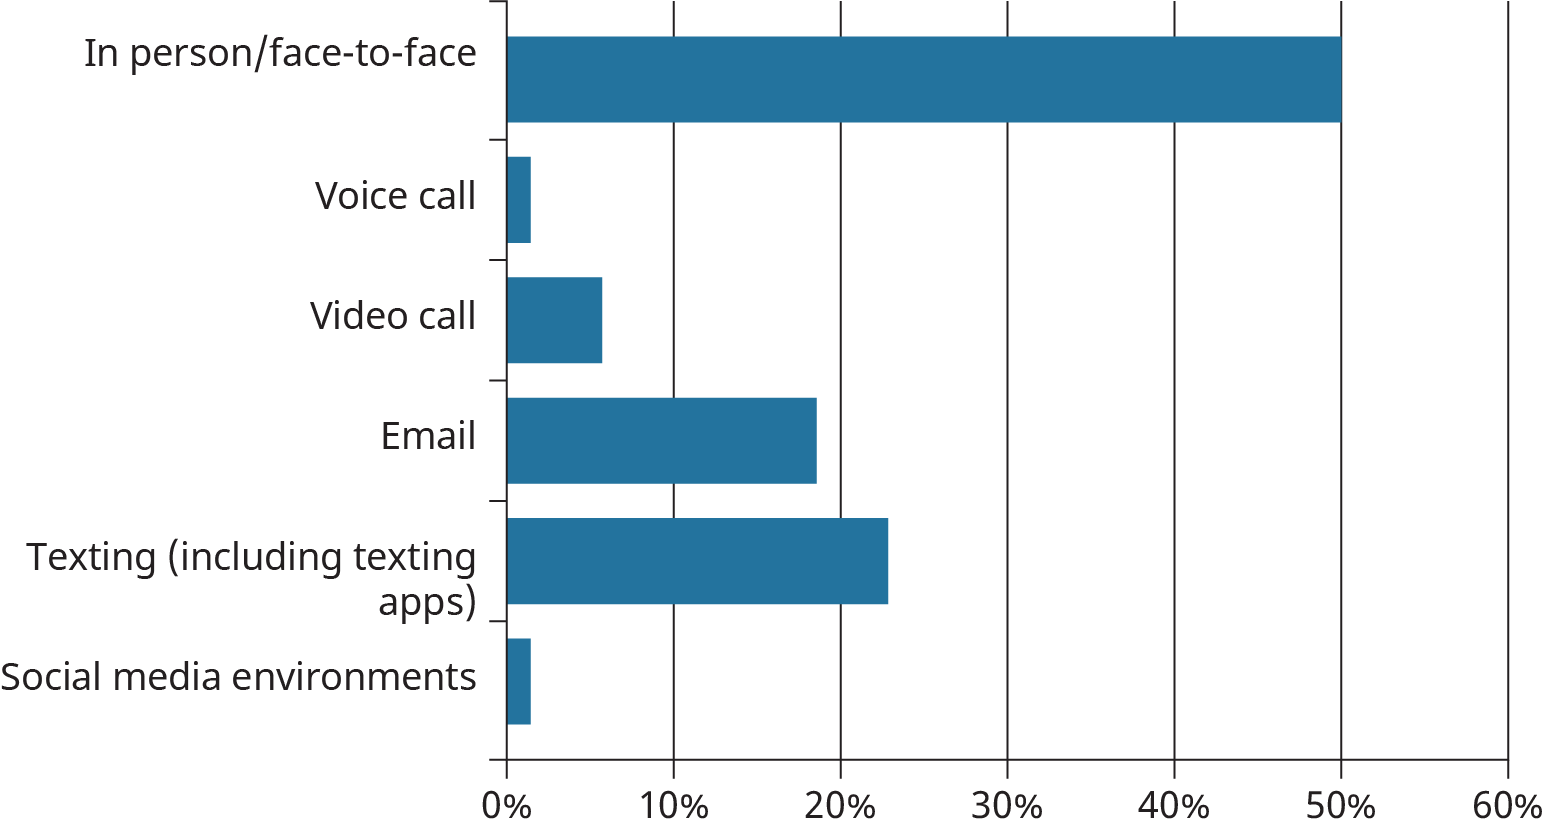 In person/face-to-face
Voice call
Video call
Email
Texting (including texting
apps)
Social media environments
0% 10% 20% 30% 40% 50% 60%